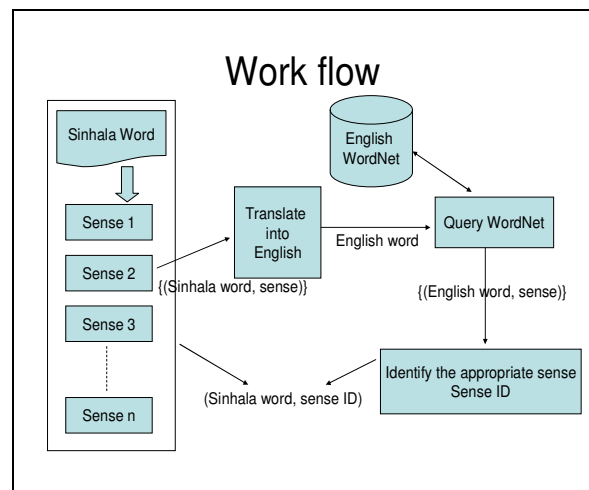 Work flow
Sinhala Word
Sense 1
Sense 2
Sense 3
Sense n
Translate
into
English
{(Sinhala word, sense)}
English word
English
WordNet
Query WordNet
{(English word, sense)}
Identify the appropriate sense
Sense ID
(Sinhala word, sense ID)